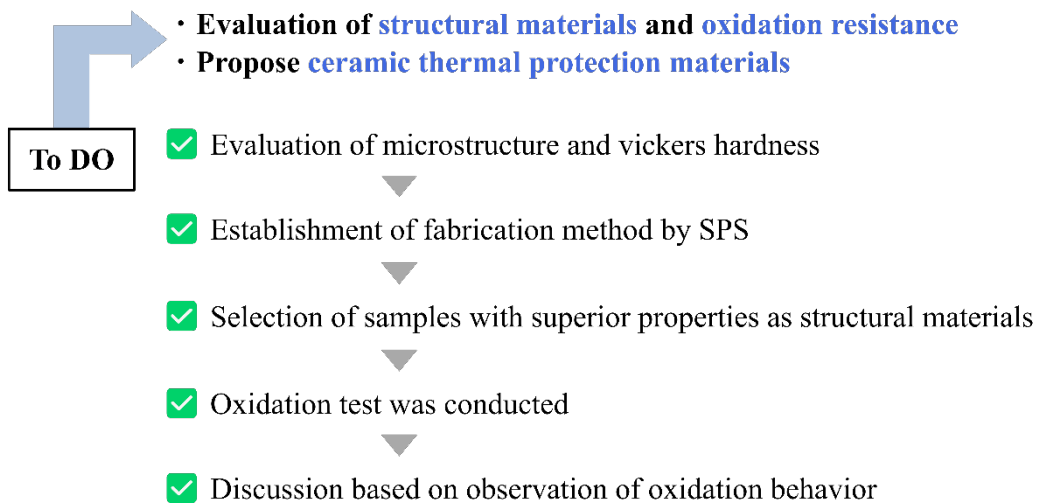 ・Evaluation of structural materials and oxidation resistance
・Propose ceramic thermal protection materials
To DO
Evaluation of microstructure and vickers hardness
Establishment of fabrication method by SPS
Selection of samples with superior properties as structural materials
Oxidation test was conducted
Discussion based on observation of oxidation behavior